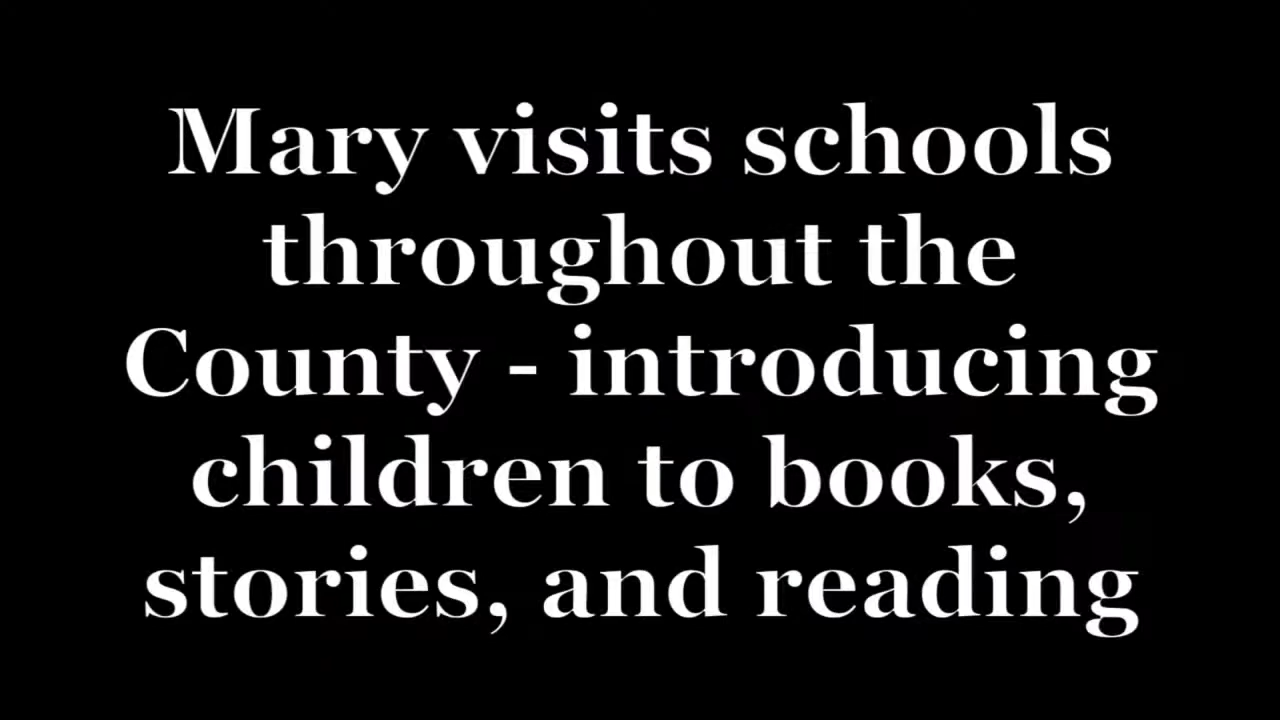 Mary visits schools
throughout the
County - introducing
children to books,
stories, and reading